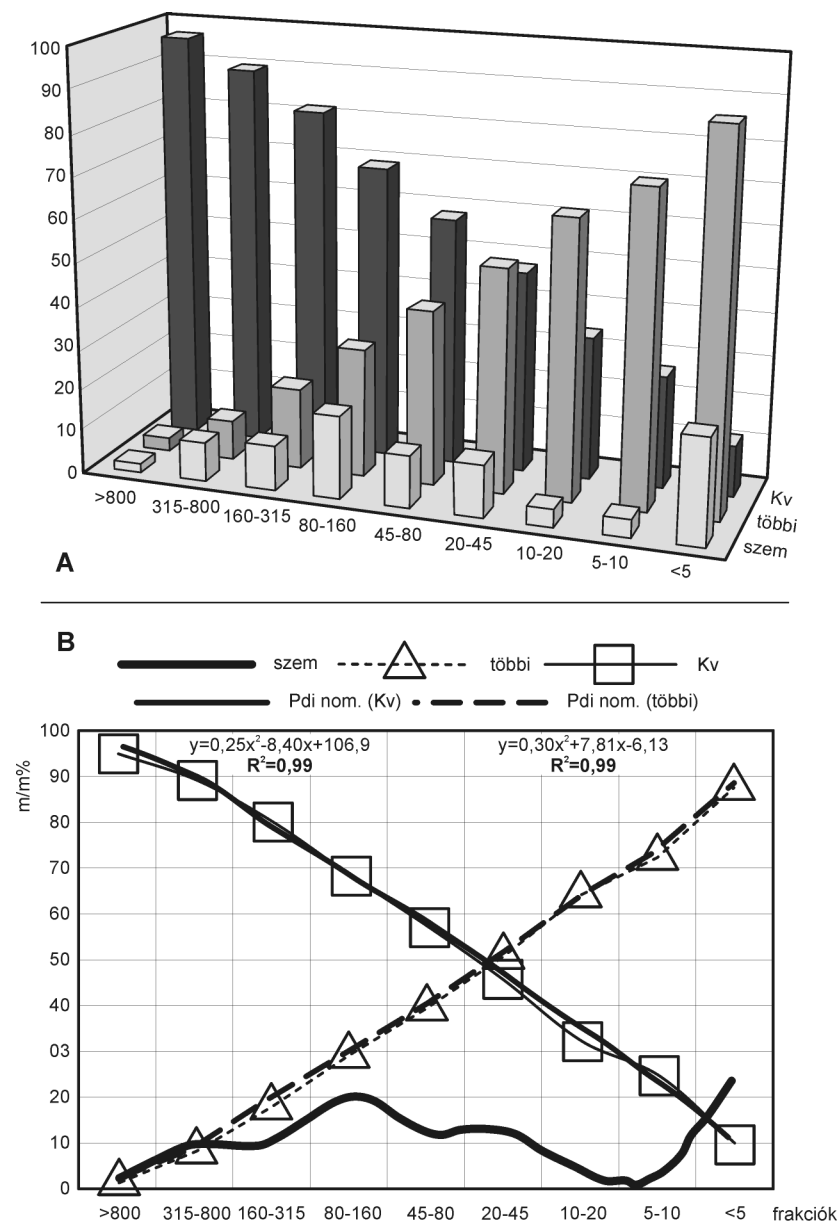 100
90
80
70
60
50
40
30
20
10
0
>800
315-800
160-315
80-160
45-80
20-45
10-20
5-10
<5
Kv
többi
szem
A
B
szem többi Kv
Pdi nom. (Kv) Pdi nom. (többi)
y=0,25x²-8,40x+106,9 y=0,30x²+7,81x-6,13
R²=0,99 R²=0,99
m/m%
100
90
80
70
60
50
40
03
20
10
0
>800 315-800 160-315 80-160 45-80 20-45 10-20 5-10 <5 frakciók